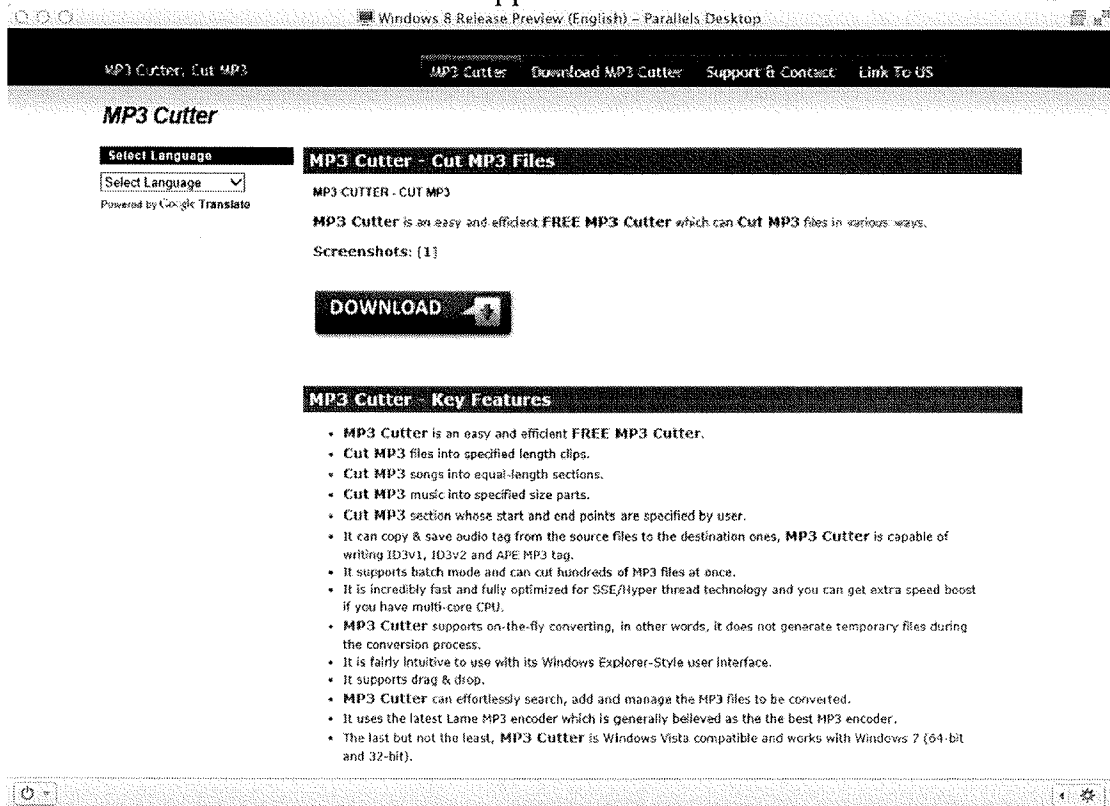 Windows 8 Release Preview (English) – Parallels Desktop
MP3 Cutter, Cut MP3
MP3 Cutter Download MP3 Cutter Support & Contact Link To US
MP3 Cutter
Select Language
Select Language
Powered by Google Translate
MP3 Cutter - Cut MP3 Files
MP3 CUTTER - CUT MP3
MP3 Cutter is an easy and efficient FREE MP3 Cutter which can Cut MP3 files in various ways.
Screenshots: [1]
DOWNLOAD
MP3 Cutter - Key Features
• MP3 Cutter is an easy and efficient FREE MP3 Cutter.
• Cut MP3 files into specified length clips.
• Cut MP3 songs into equal-length sections.
• Cut MP3 music into specified size parts.
• Cut MP3 section whose start and end points are specified by user.
• It can copy & save audio tag from the source files to the destination ones, MP3 Cutter is capable of
writing ID3v1, ID3v2 and APE MP3 tag.
• It supports batch mode and can cut hundreds of MP3 files at once.
• It is incredibly fast and fully optimized for SSE/Hyper thread technology and you can get extra speed boost
if you have multi-core CPU.
• MP3 Cutter supports on-the-fly converting, in other words, it does not generate temporary files during
the conversion process.
• It is fairly intuitive to use with its Windows Explorer-Style user interface.
• It supports drag & drop.
• MP3 Cutter can effortlessly search, add and manage the MP3 files to be converted.
• It uses the latest Lame MP3 encoder which is generally believed as the the best MP3 encoder.
• The last but not the least, MP3 Cutter is Windows Vista compatible and works with Windows 7 (64-bit
and 32-bit).